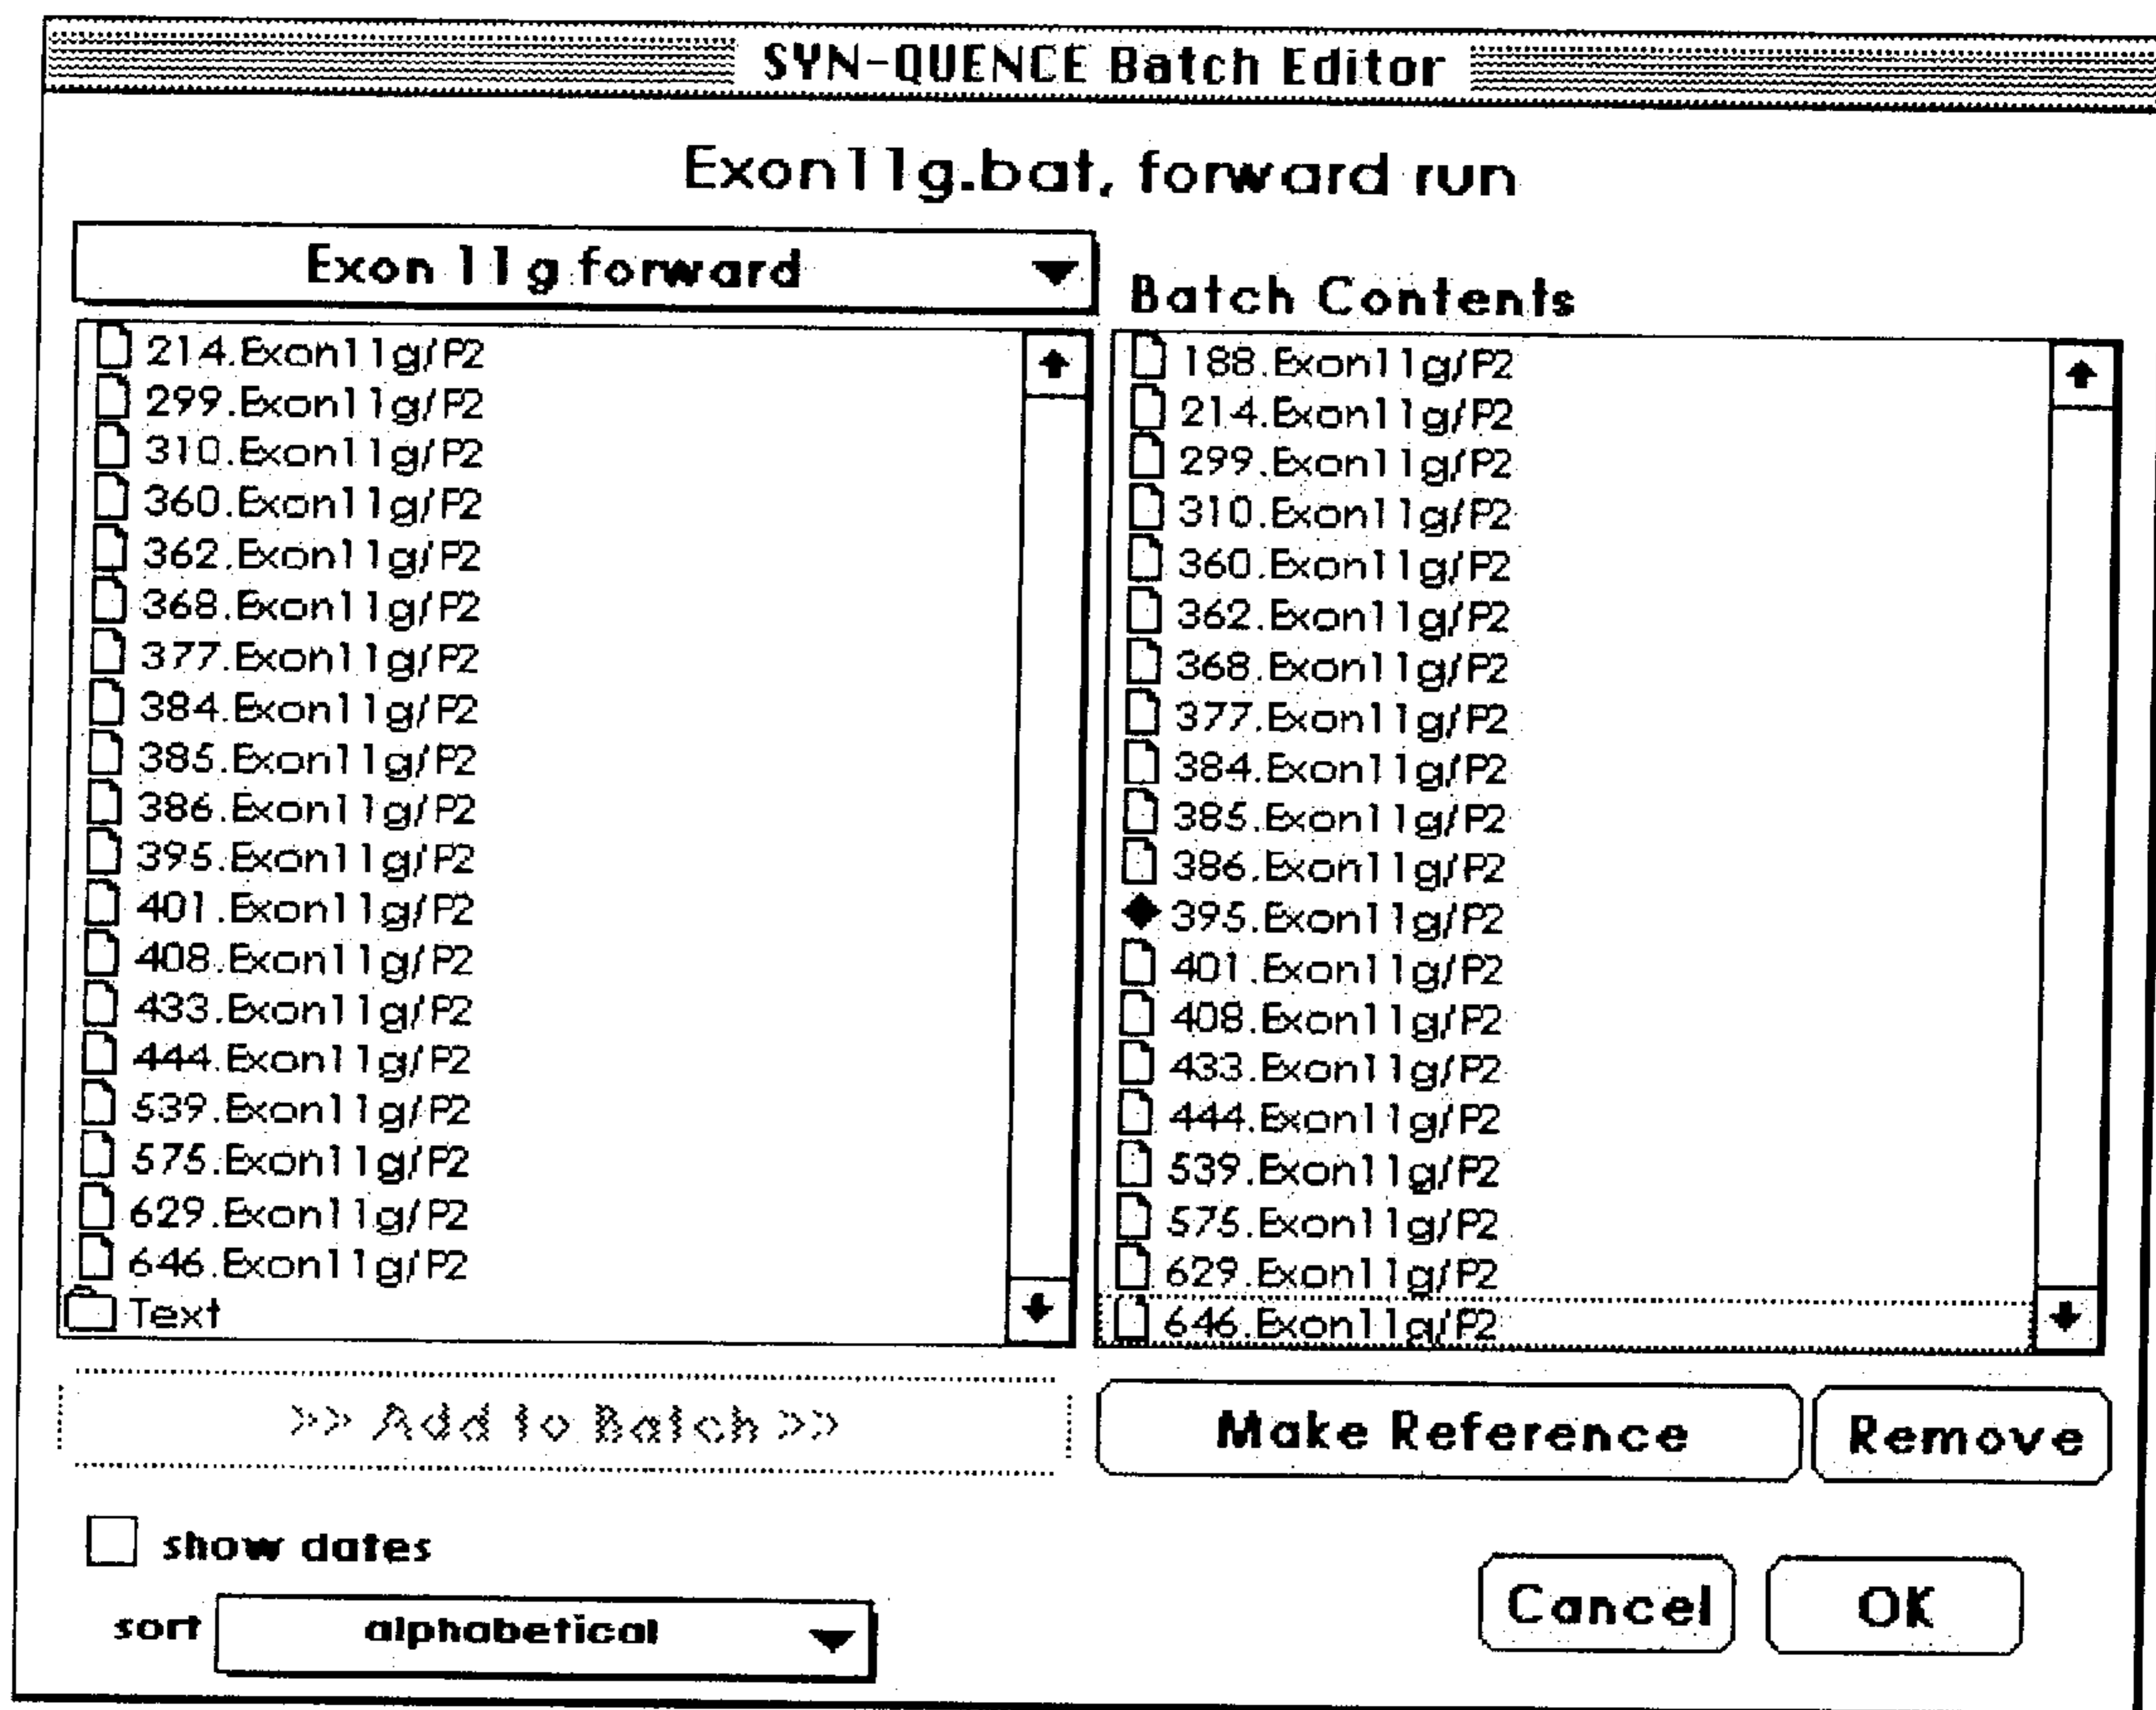 SYN-QUENCE Batch Editor
Exon11g.bat, forward run
Exon 11g forward
214.Exon11g/P2
299.Exon11g/P2
310.Exon11g/P2
360.Exon11g/P2
362.Exon11g/P2
368.Exon11g/P2
377.Exon11g/P2
384.Exon11g/P2
385.Exon11g/P2
386.Exon11g/P2
395.Exon11g/P2
401.Exon11g/P2
408.Exon11g/P2
433.Exon11g/P2
444.Exon11g/P2
539.Exon11g/P2
575.Exon11g/P2
629.Exon11g/P2
646.Exon11g/P2
Text
>> Add to Batch >>
show dates
sort alphabetical
Batch Contents
188.Exon11g/P2
214.Exon11g/P2
299.Exon11g/P2
310.Exon11g/P2
360.Exon11g/P2
362.Exon11g/P2
368.Exon11g/P2
377.Exon11g/P2
384.Exon11g/P2
385.Exon11g/P2
386.Exon11g/P2
395.Exon11g/P2
401.Exon11g/P2
408.Exon11g/P2
433.Exon11g/P2
444.Exon11g/P2
539.Exon11g/P2
575.Exon11g/P2
629.Exon11g/P2
646.Exon11g/P2
Make Reference Remove
Cancel OK